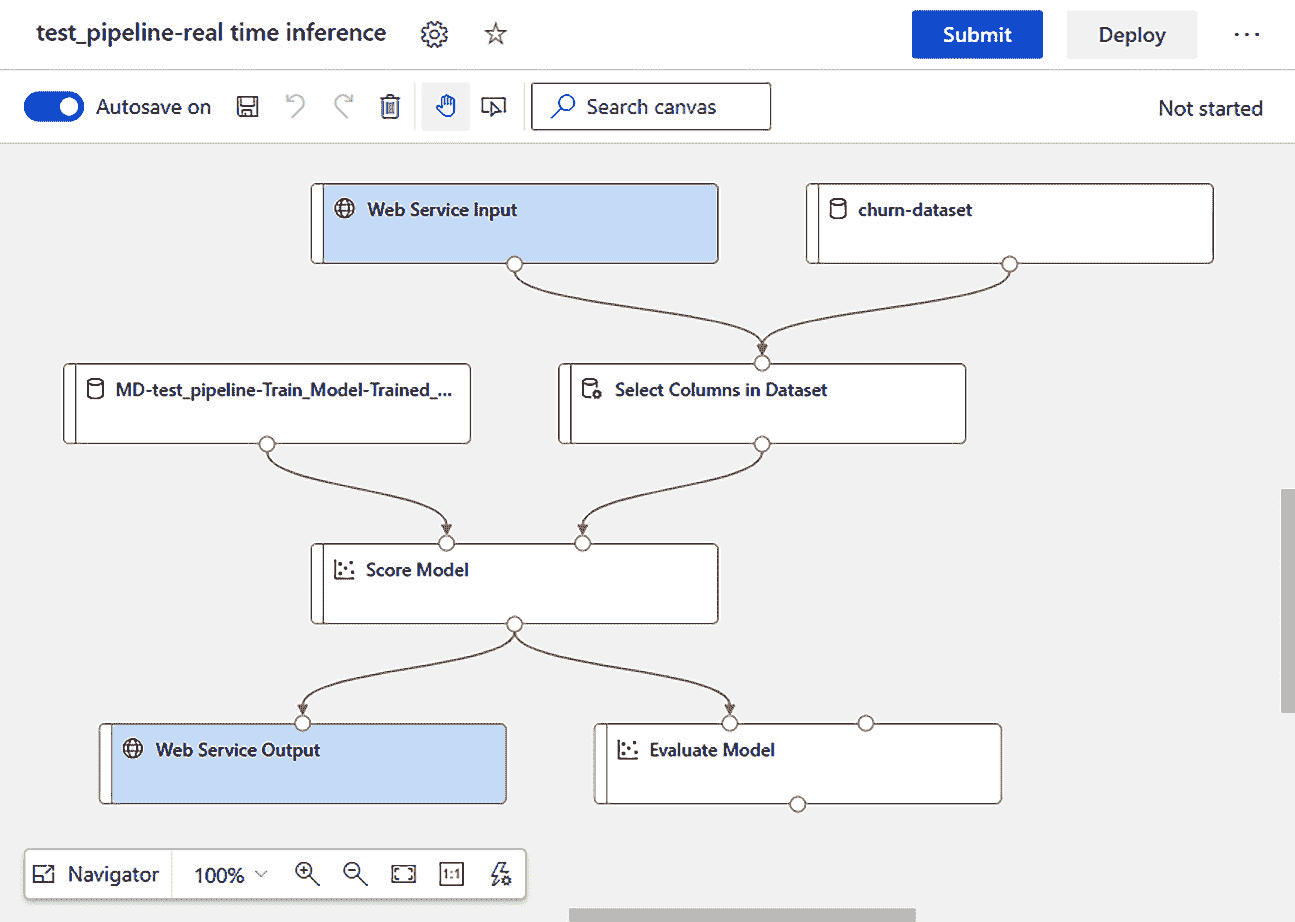 test_pipeline-real time inference
Submit
Deploy
Autosave on
Search canvas
Not started
Web Service Input
churn-dataset
MD-test_pipeline-Train_Model-Trained_...
Select Columns in Dataset
Score Model
Web Service Output
Evaluate Model
Navigator
100%
1:1